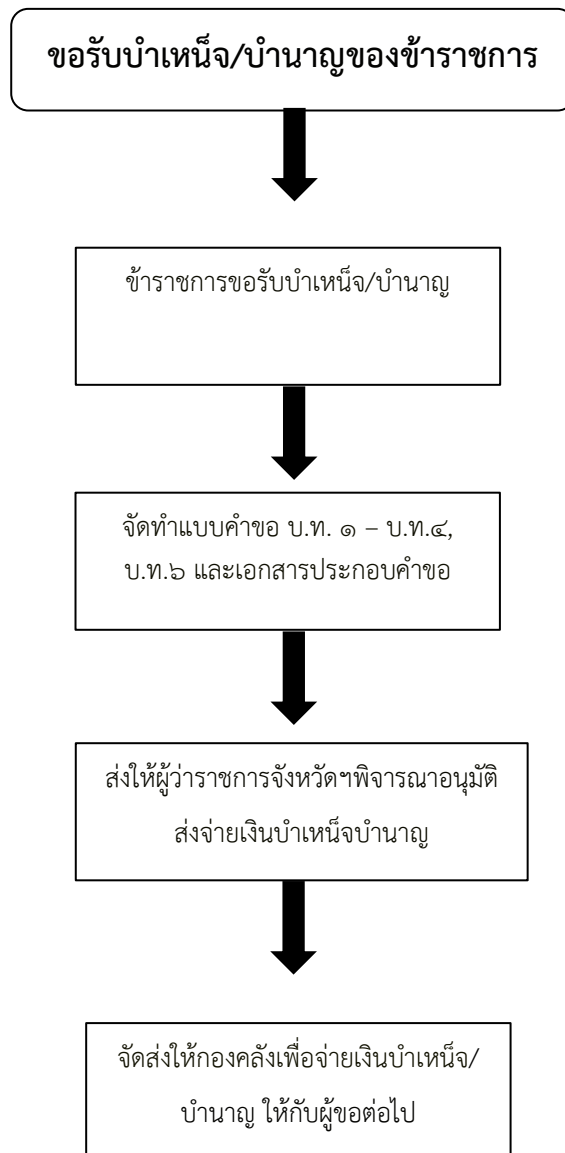 ขอรับบำเหน็จ/บำนาญของข้าราชการ
ข้าราชการขอรับบำเหน็จ/บำนาญ
จัดทำแบบคำขอ บ.ท. ๑ – บ.ท.๔,
บ.ท.๖ และเอกสารประกอบคำขอ
ส่งให้ผู้ว่าราชการจังหวัดฯพิจารณาอนุมัติ
ส่งจ่ายเงินบำเหน็จบำนาญ
จัดส่งให้กองคลังเพื่อจ่ายเงินบำเหน็จ/
บำนาญ ให้กับผู้ขอต่อไป